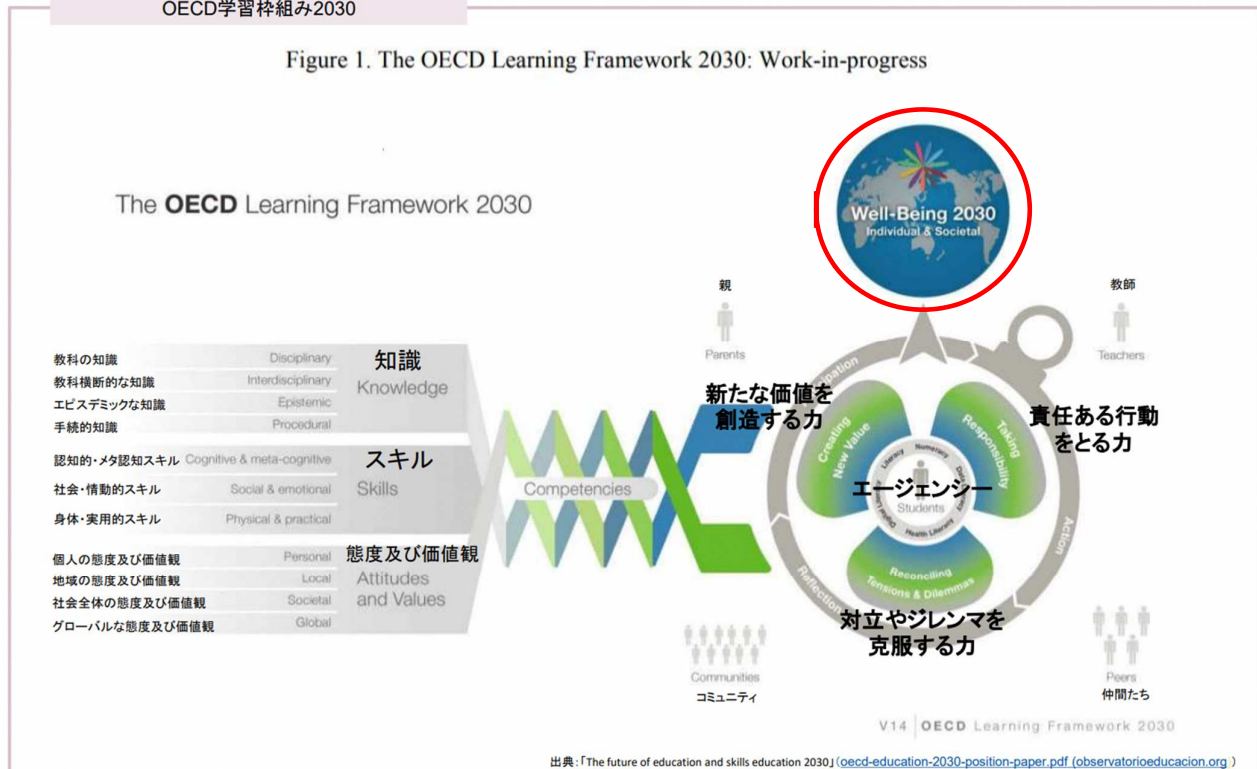 OECD学習枠組み2030
Figure 1. The OECD Learning Framework 2030: Work-in-progress
The OECD Learning Framework 2030
Well-Being 2030
Individual & Societal
親
Parents
教師
Teachers
教科の知識 Disciplinary
教科横断的な知識 Interdisciplinary
エピスデミックな知識 Epistemic
手続的知識 Procedural
知識
Knowledge
認知的・メタ認知スキル Cognitive & meta-cognitive
社会・情動的スキル Social & emotional
身体・実用的スキル Physical & practical
スキル
Skills
個人の態度及び価値観 Personal
地域の態度及び価値観 Local
社会全体の態度及び価値観 Societal
グローバルな態度及び価値観 Global
態度及び価値観
Attitudes
and Values
Competencies
新たな価値を
創造する力
Creating
New Value
責任ある行動
をとる力
Taking
Responsibility
エージェンシー
Students
Literacy
Numeracy
Digital Literacy
Health Literacy
Reconciling
Tensions & Dilemmas
対立やジレンマを
克服する力
Action
Reflection
Communities
コミュニティ
Peers
仲間たち
V14 OECD Learning Framework 2030
出典:「The future of education and skills education 2030」(oecd-education-2030-position-paper.pdf (observatorioeducacion.org )